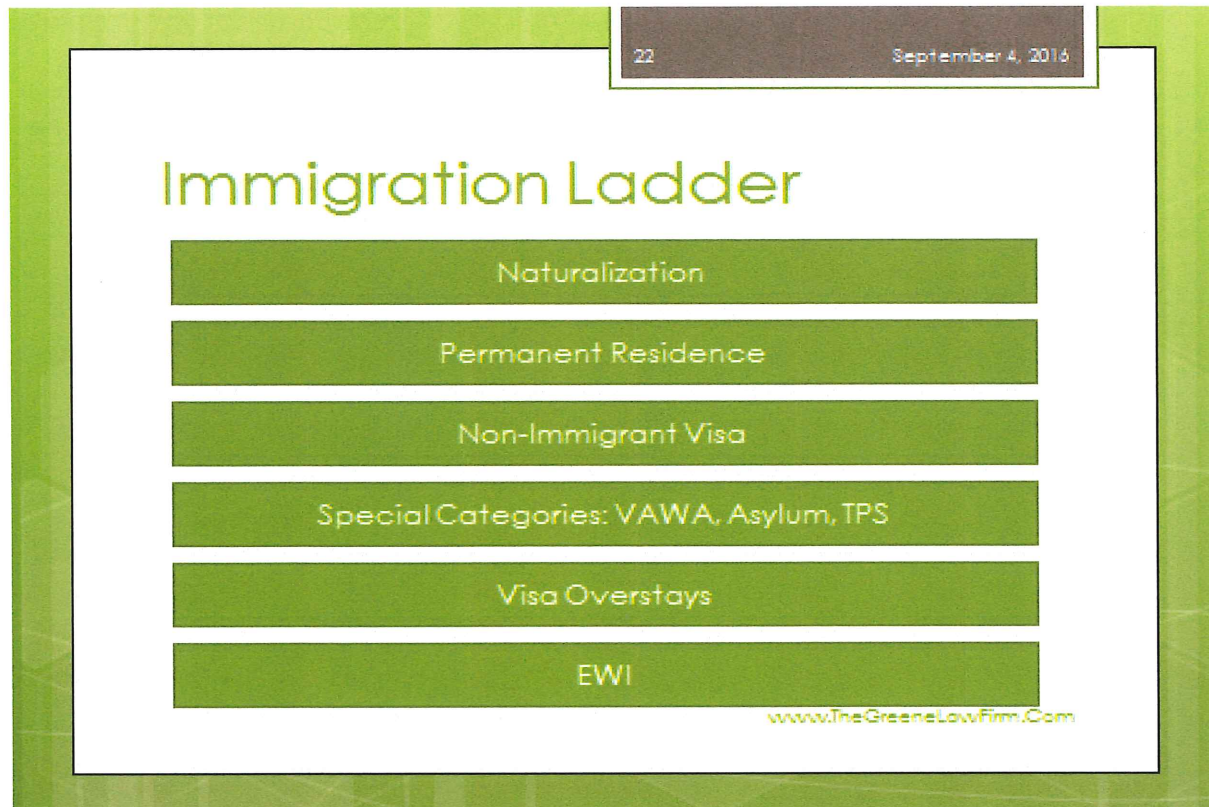 22 September 4, 2016
Immigration Ladder
Naturalization
Permanent Residence
Non-Immigrant Visa
Special Categories: VAWA, Asylum, TPS
Visa Overstays
EWI
www.TheGreeneLawFirm.Com